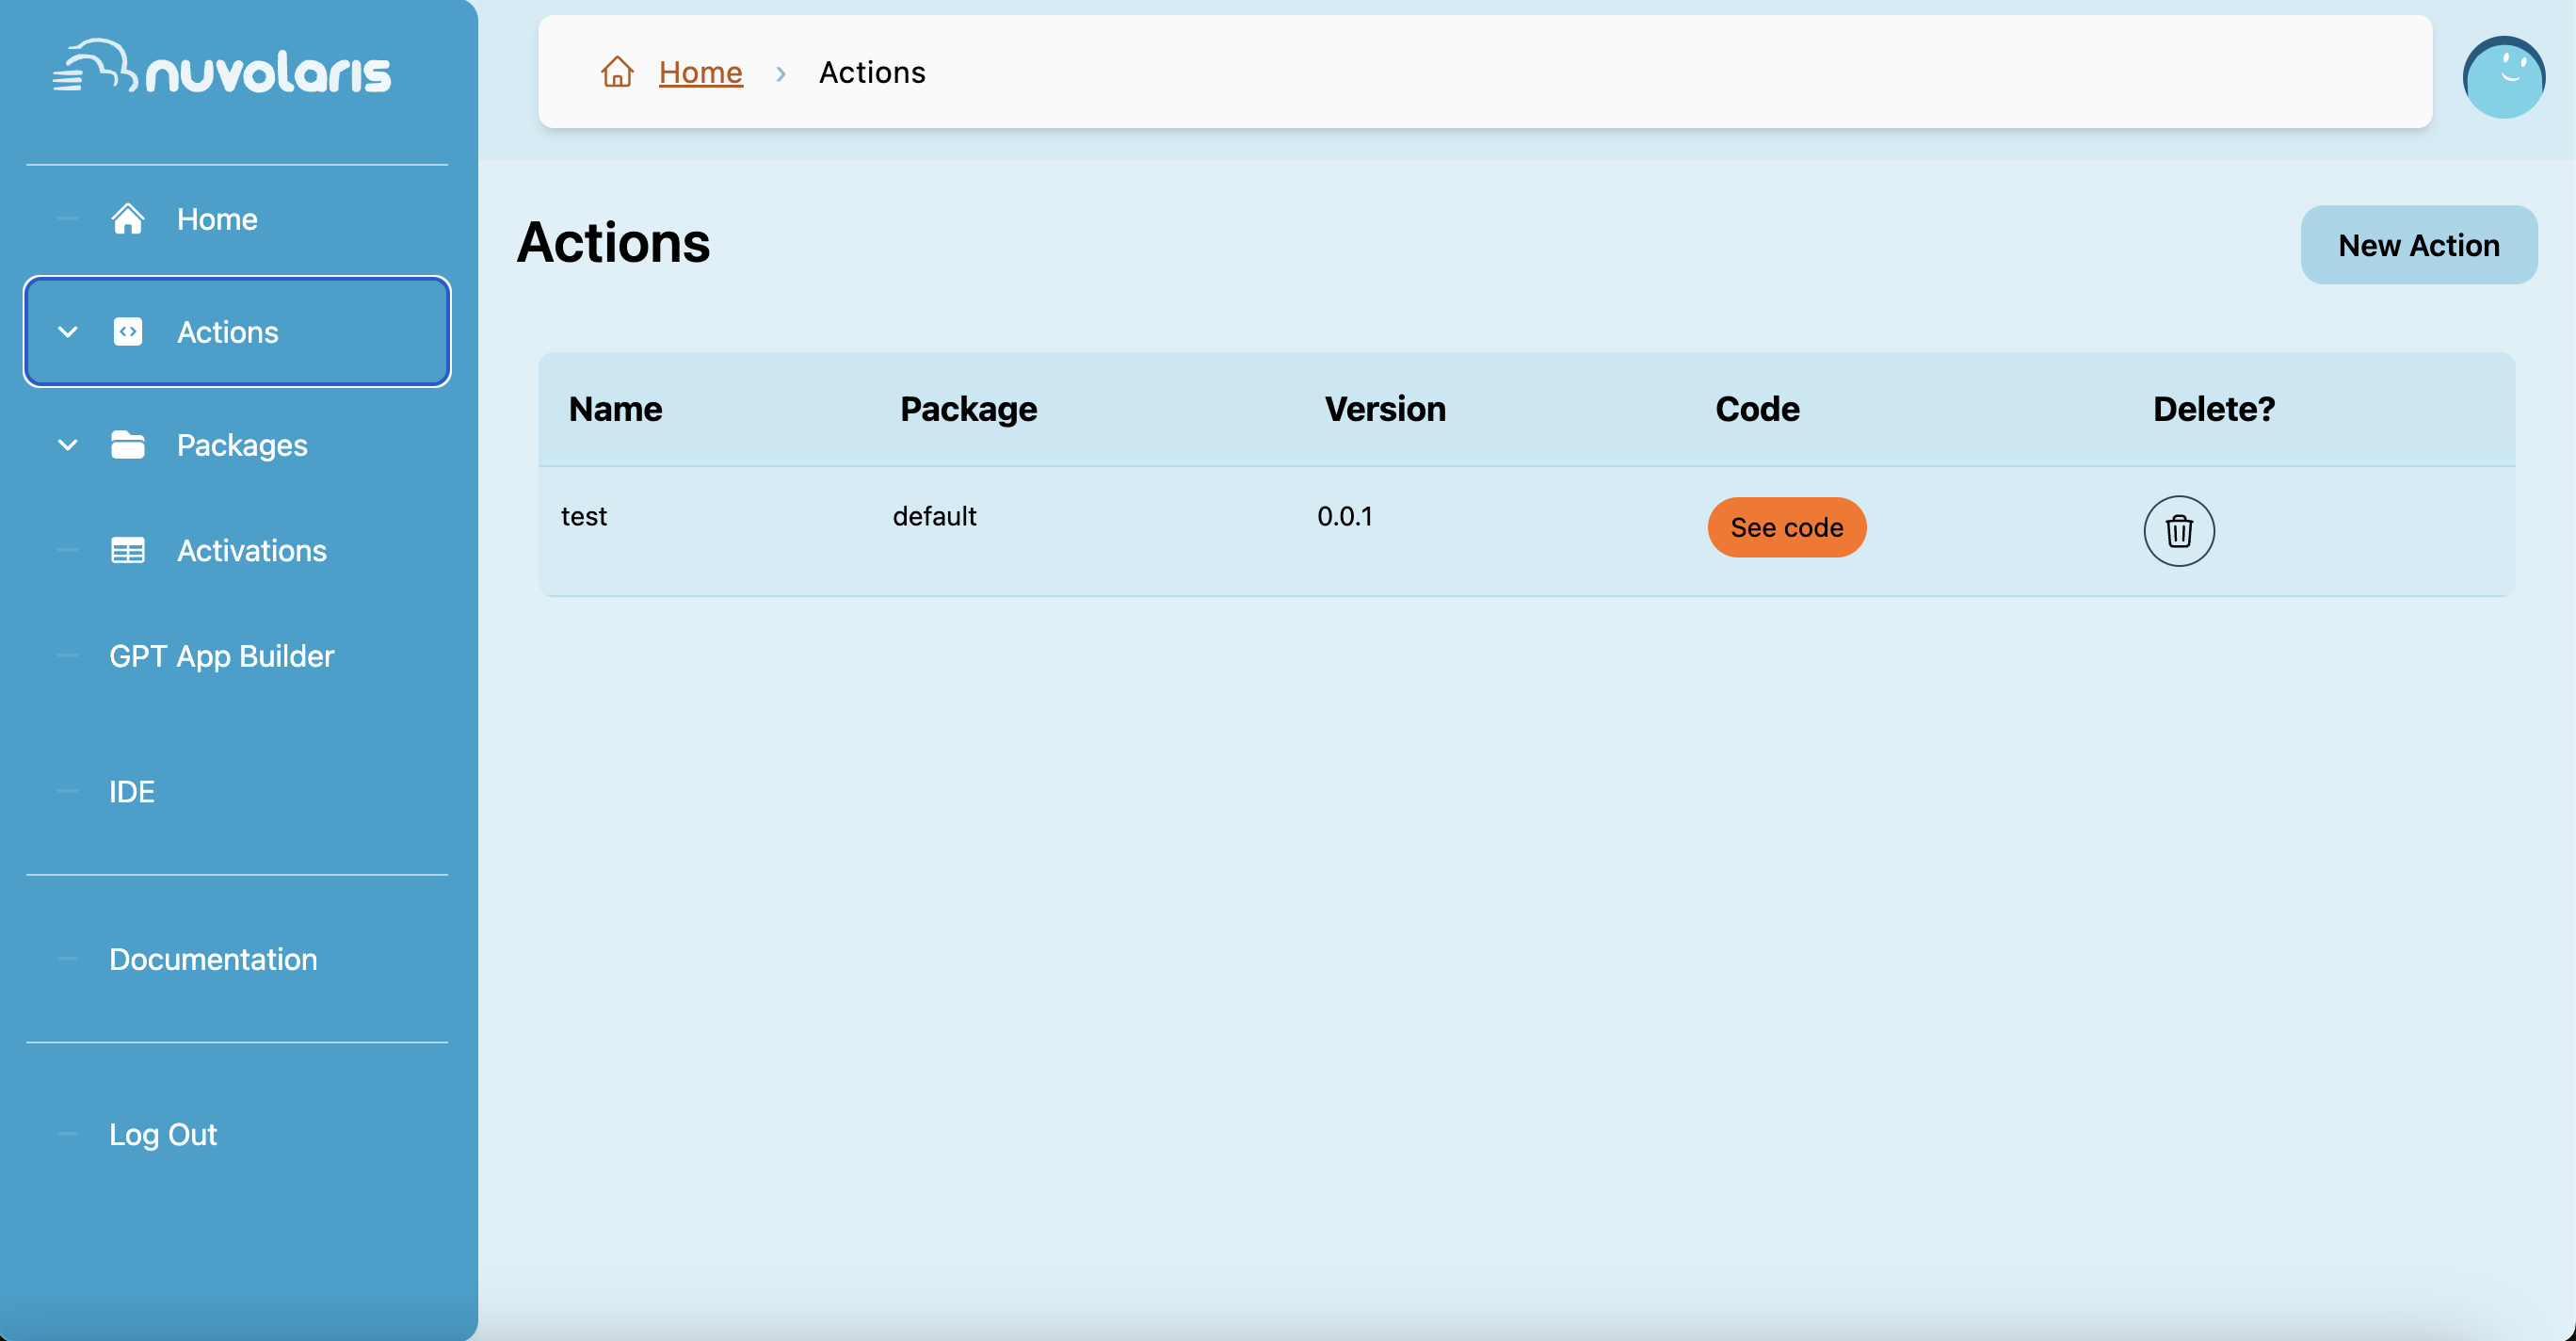 nuvolaris
Home
Actions
Packages
Activations
GPT App Builder
IDE
Documentation
Log Out
Home › Actions
Actions
New Action
Name Package Version Code Delete?
test default 0.0.1 See code